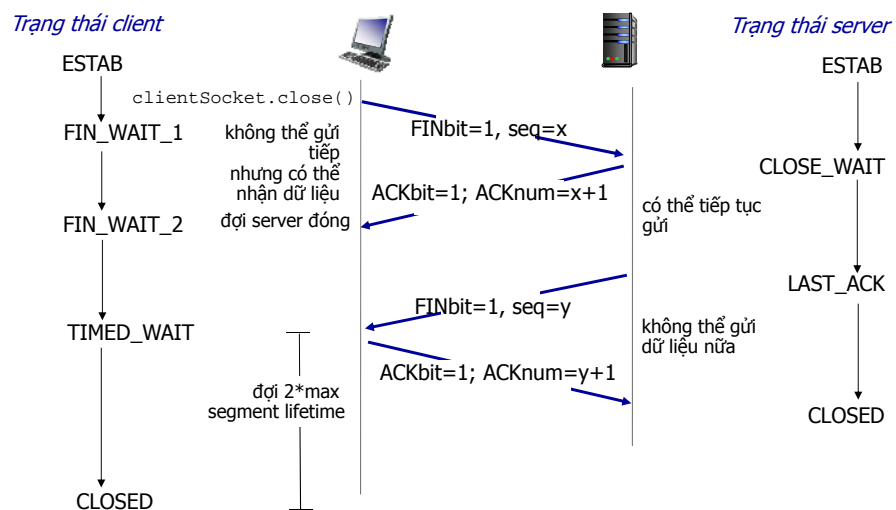 Trạng thái client
Trạng thái server
ESTAB
ESTAB
clientSocket.close()
FIN_WAIT_1
không thể gửi
tiếp
nhưng có thể
nhận dữ liệu
FINbit=1, seq=x
CLOSE_WAIT
ACKbit=1; ACKnum=x+1
FIN_WAIT_2
đợi server đóng
có thể tiếp tục
gửi
LAST_ACK
FINbit=1, seq=y
TIMED_WAIT
không thể gửi
dữ liệu nữa
ACKbit=1; ACKnum=y+1
đợi 2*max
segment lifetime
CLOSED
CLOSED